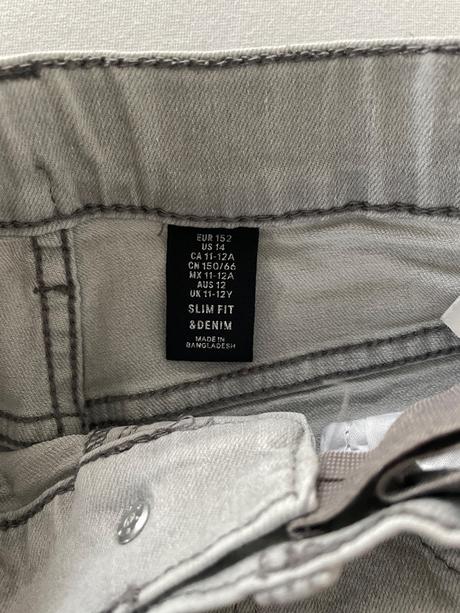 EUR 152
US 14
CA 11-12A
CN 150/66
MX 11-12A
AUS 12
UK 11-12Y
SLIM FIT
&DENIM
MADE IN
BANGLADESH